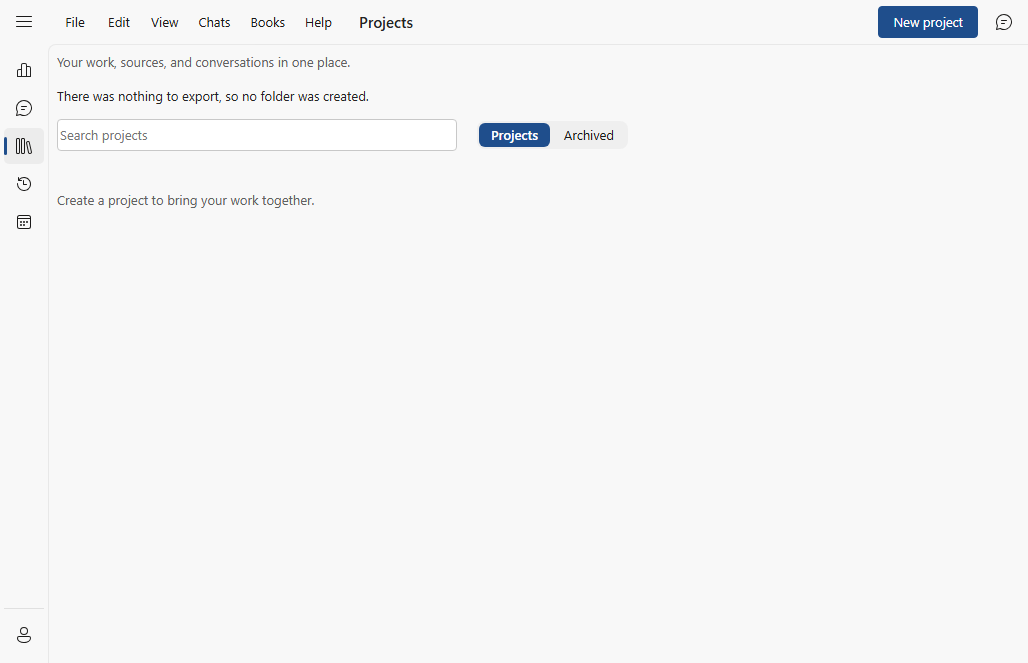 File Edit View Chats Books Help Projects New project
Your work, sources, and conversations in one place.
There was nothing to export, so no folder was created.
Search projects Projects Archived
Create a project to bring your work together.